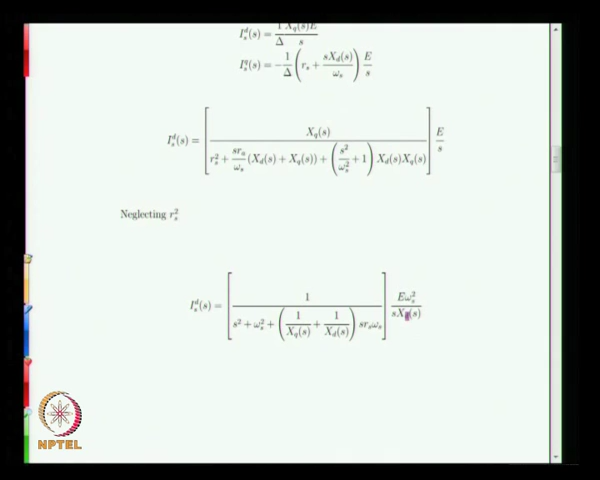 I_s^d(s) = \frac{1}{\Delta} \frac{X_q(s)E}{s}
I_s^q(s) = -\frac{1}{\Delta} \left( r_s + \frac{sX_d(s)}{\omega_s} \right) \frac{E}{s}
I_s^d(s) = \left[ \frac{X_q(s)}{r_s^2 + \frac{sr_s}{\omega_s}(X_d(s) + X_q(s)) + \left( \frac{s^2}{\omega_s^2} + 1 \right) X_d(s)X_q(s)} \right] \frac{E}{s}
Neglecting r_s^2
I_s^d(s) = \left[ \frac{1}{s^2 + \omega_s^2 + \left( \frac{1}{X_q(s)} + \frac{1}{X_d(s)} \right) sr_s\omega_s} \right] \frac{E\omega_s^2}{sX(s)}
NPTEL